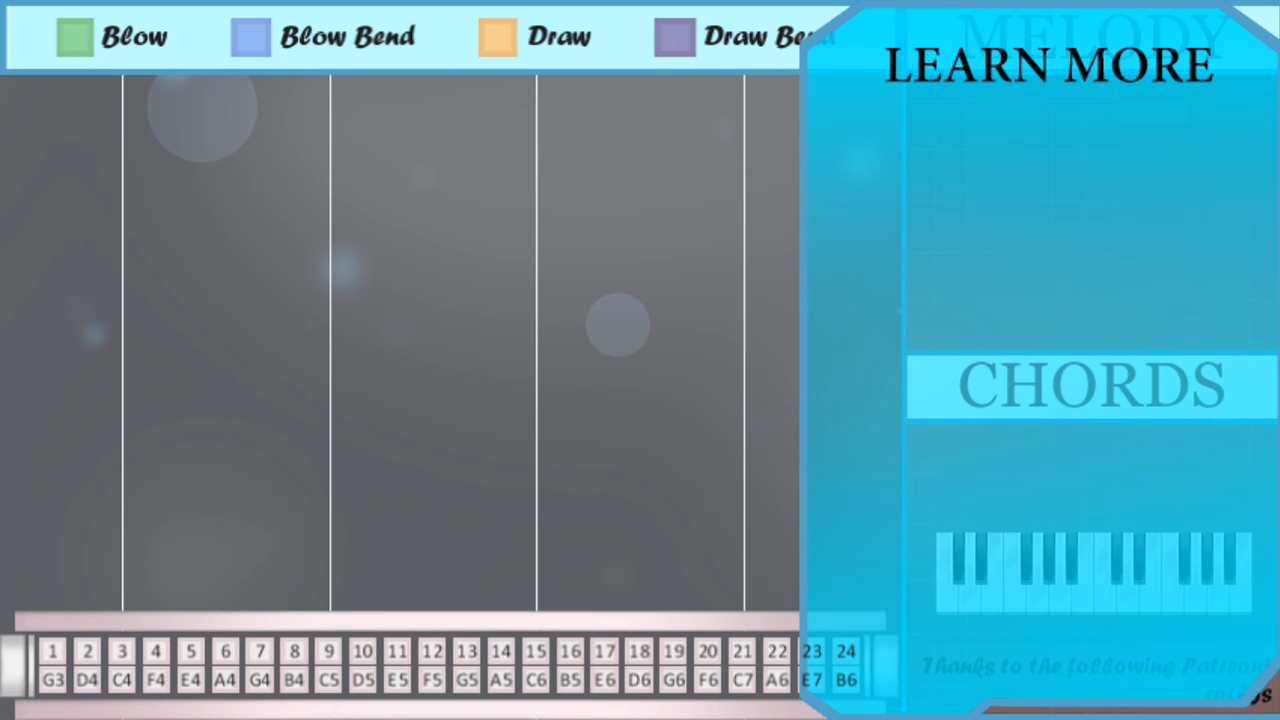 Blow Blow Bend Draw Draw Bend
MELODY
LEARN MORE
CHORDS
1 2 3 4 5 6 7 8 9 10 11 12 13 14 15 16 17 18 19 20 21 22 23 24
G3 D4 C4 F4 E4 A4 G4 B4 C5 D5 E5 F5 G5 A5 C6 B5 E6 D6 G6 F6 C7 A6 E7 B6
Thanks to the following Patreon